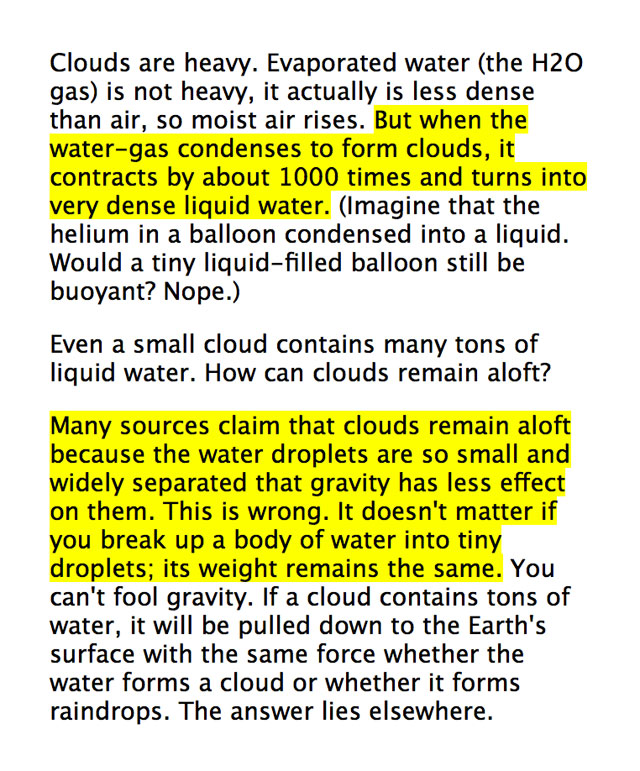 Clouds are heavy. Evaporated water (the H2O
gas) is not heavy, it actually is less dense
than air, so moist air rises. But when the
water-gas condenses to form clouds, it
contracts by about 1000 times and turns into
very dense liquid water. (Imagine that the
helium in a balloon condensed into a liquid.
Would a tiny liquid-filled balloon still be
buoyant? Nope.)
Even a small cloud contains many tons of
liquid water. How can clouds remain aloft?
Many sources claim that clouds remain aloft
because the water droplets are so small and
widely separated that gravity has less effect
on them. This is wrong. It doesn't matter if
you break up a body of water into tiny
droplets; its weight remains the same. You
can't fool gravity. If a cloud contains tons of
water, it will be pulled down to the Earth's
surface with the same force whether the
water forms a cloud or whether it forms
raindrops. The answer lies elsewhere.